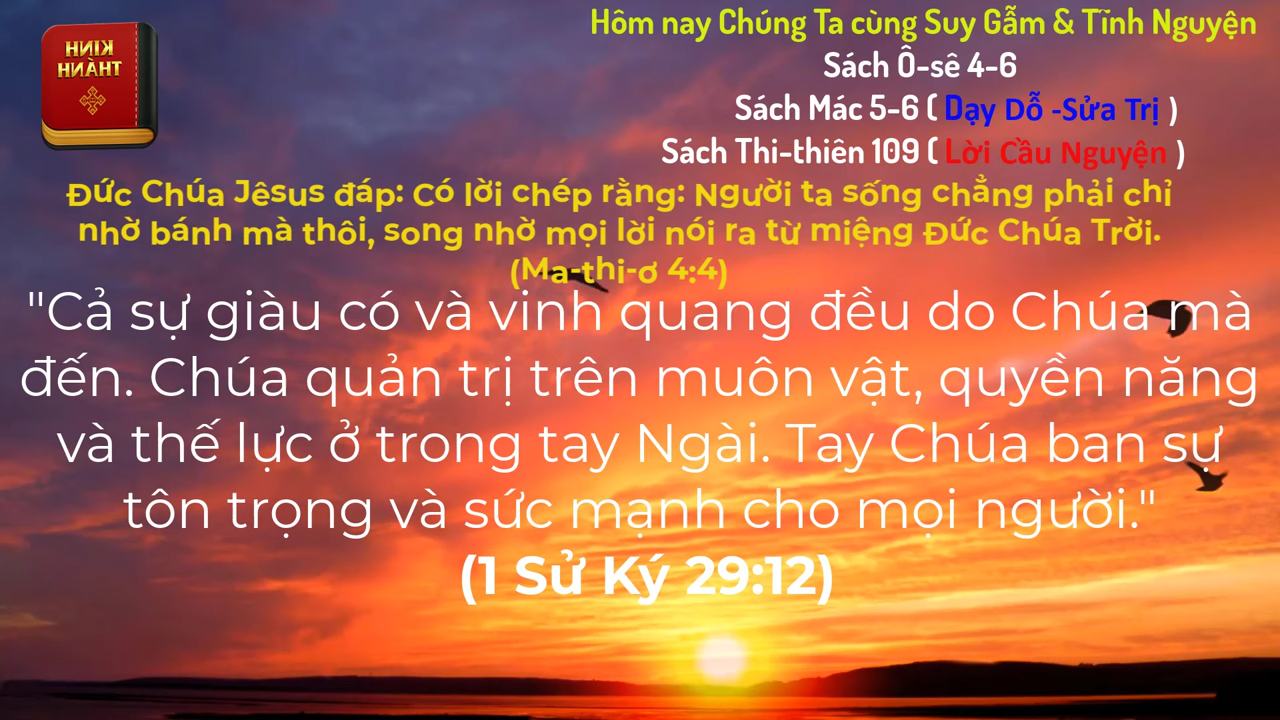 KINH
THÀNH
Hôm nay Chúng Ta cùng Suy Gẫm & Tĩnh Nguyện
Sách Ô-sê 4-6
Sách Mác 5-6 ( Dạy Dỗ -Sửa Trị )
Sách Thi-thiên 109 ( Lời Cầu Nguyện )
Đức Chúa Jêsus đáp: Có lời chép rằng: Người ta sống chẳng phải chỉ
nhờ bánh mà thôi, song nhờ mọi lời nói ra từ miệng Đức Chúa Trời.
(Ma-thi-ơ 4:4)
"Cả sự giàu có và vinh quang đều do Chúa mà
đến. Chúa quản trị trên muôn vật, quyền năng
và thế lực ở trong tay Ngài. Tay Chúa ban sự
tôn trọng và sức mạnh cho mọi người."
(1 Sử Ký 29:12)